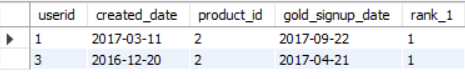 userid created_date product_id gold_signup_date rank_1
1 2017-03-11 2 2017-09-22 1
3 2016-12-20 2 2017-04-21 1